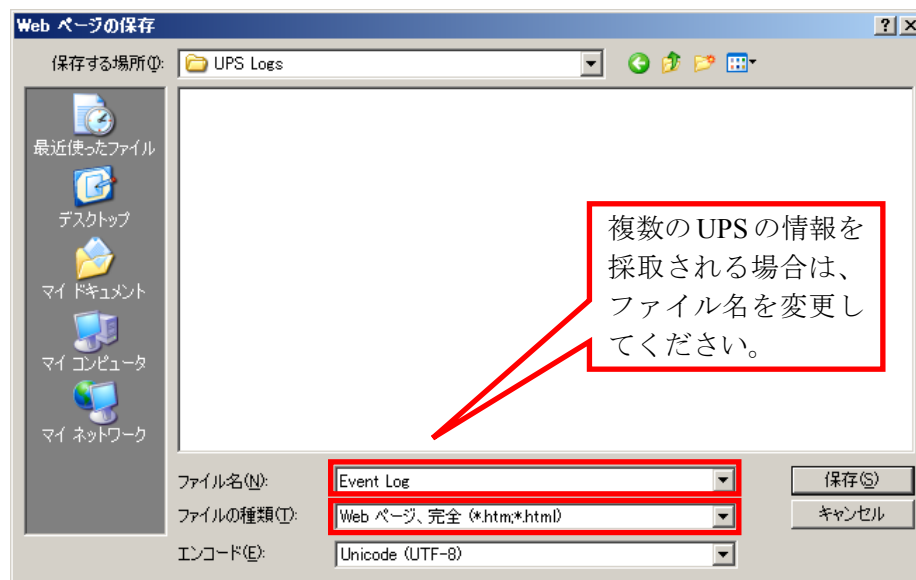 Web ページの保存
保存する場所(I):
UPS Logs
最近使ったファイル
デスクトップ
マイ ドキュメント
マイ コンピュータ
マイ ネットワーク
複数の UPS の情報を
採取される場合は、
ファイル名を変更し
てください。
ファイル名(N):
Event Log
保存(S)
ファイルの種類(T):
Web ページ、完全 (*.htm;*.html)
キャンセル
エンコード(E):
Unicode (UTF-8)